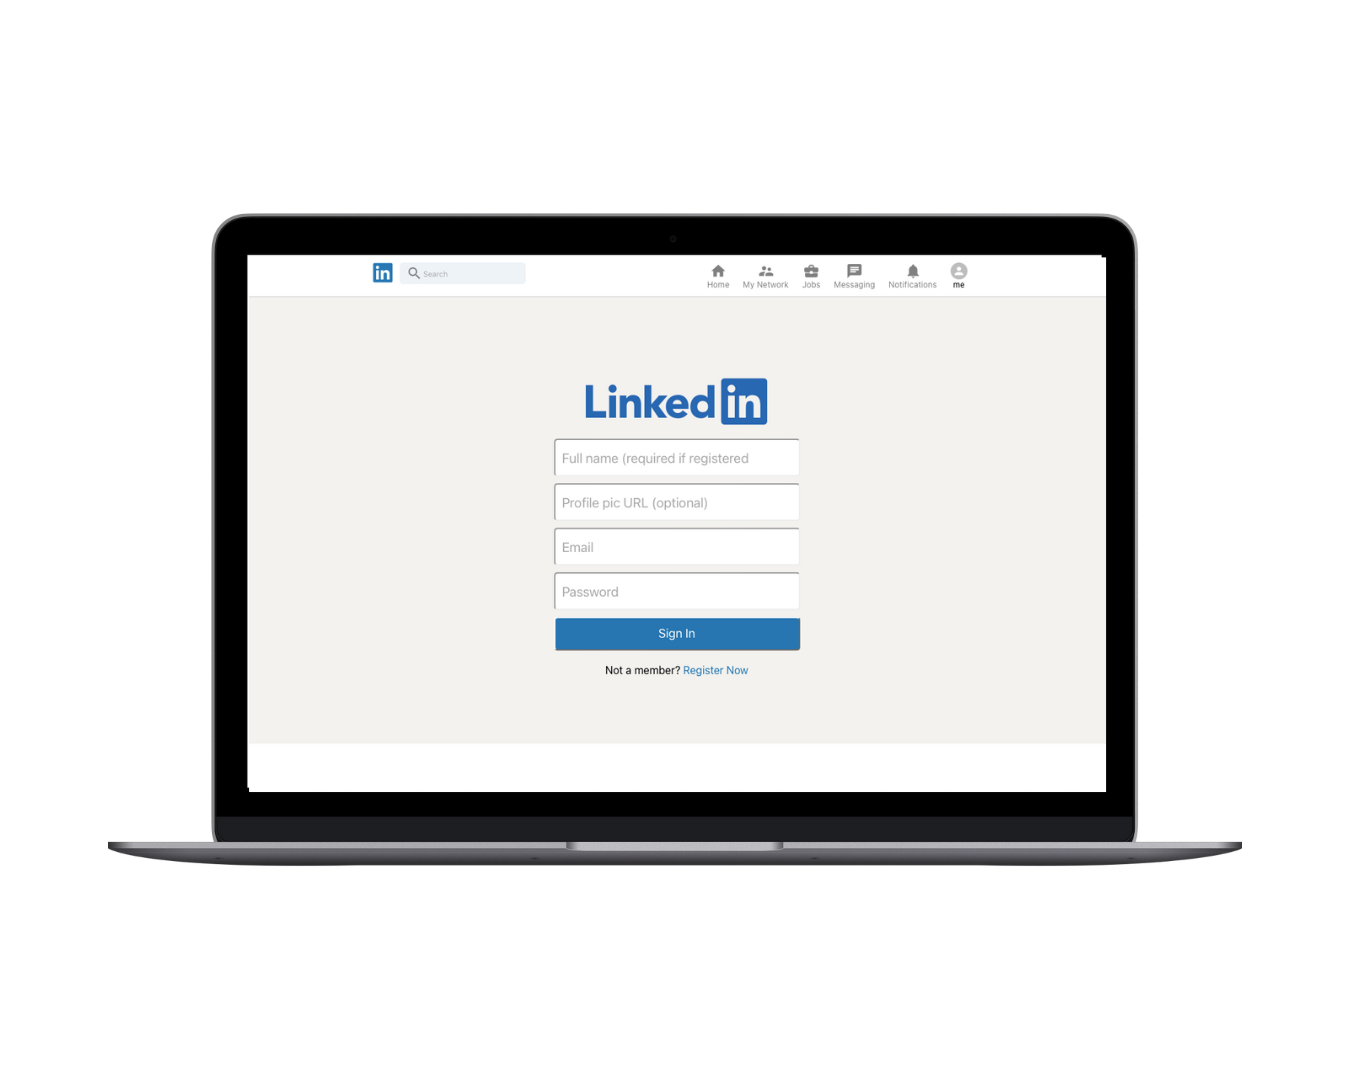 in Search
Home My Network Jobs Messaging Notifications me
Linkedin
Full name (required if registered
Profile pic URL (optional)
Email
Password
Sign In
Not a member? Register Now